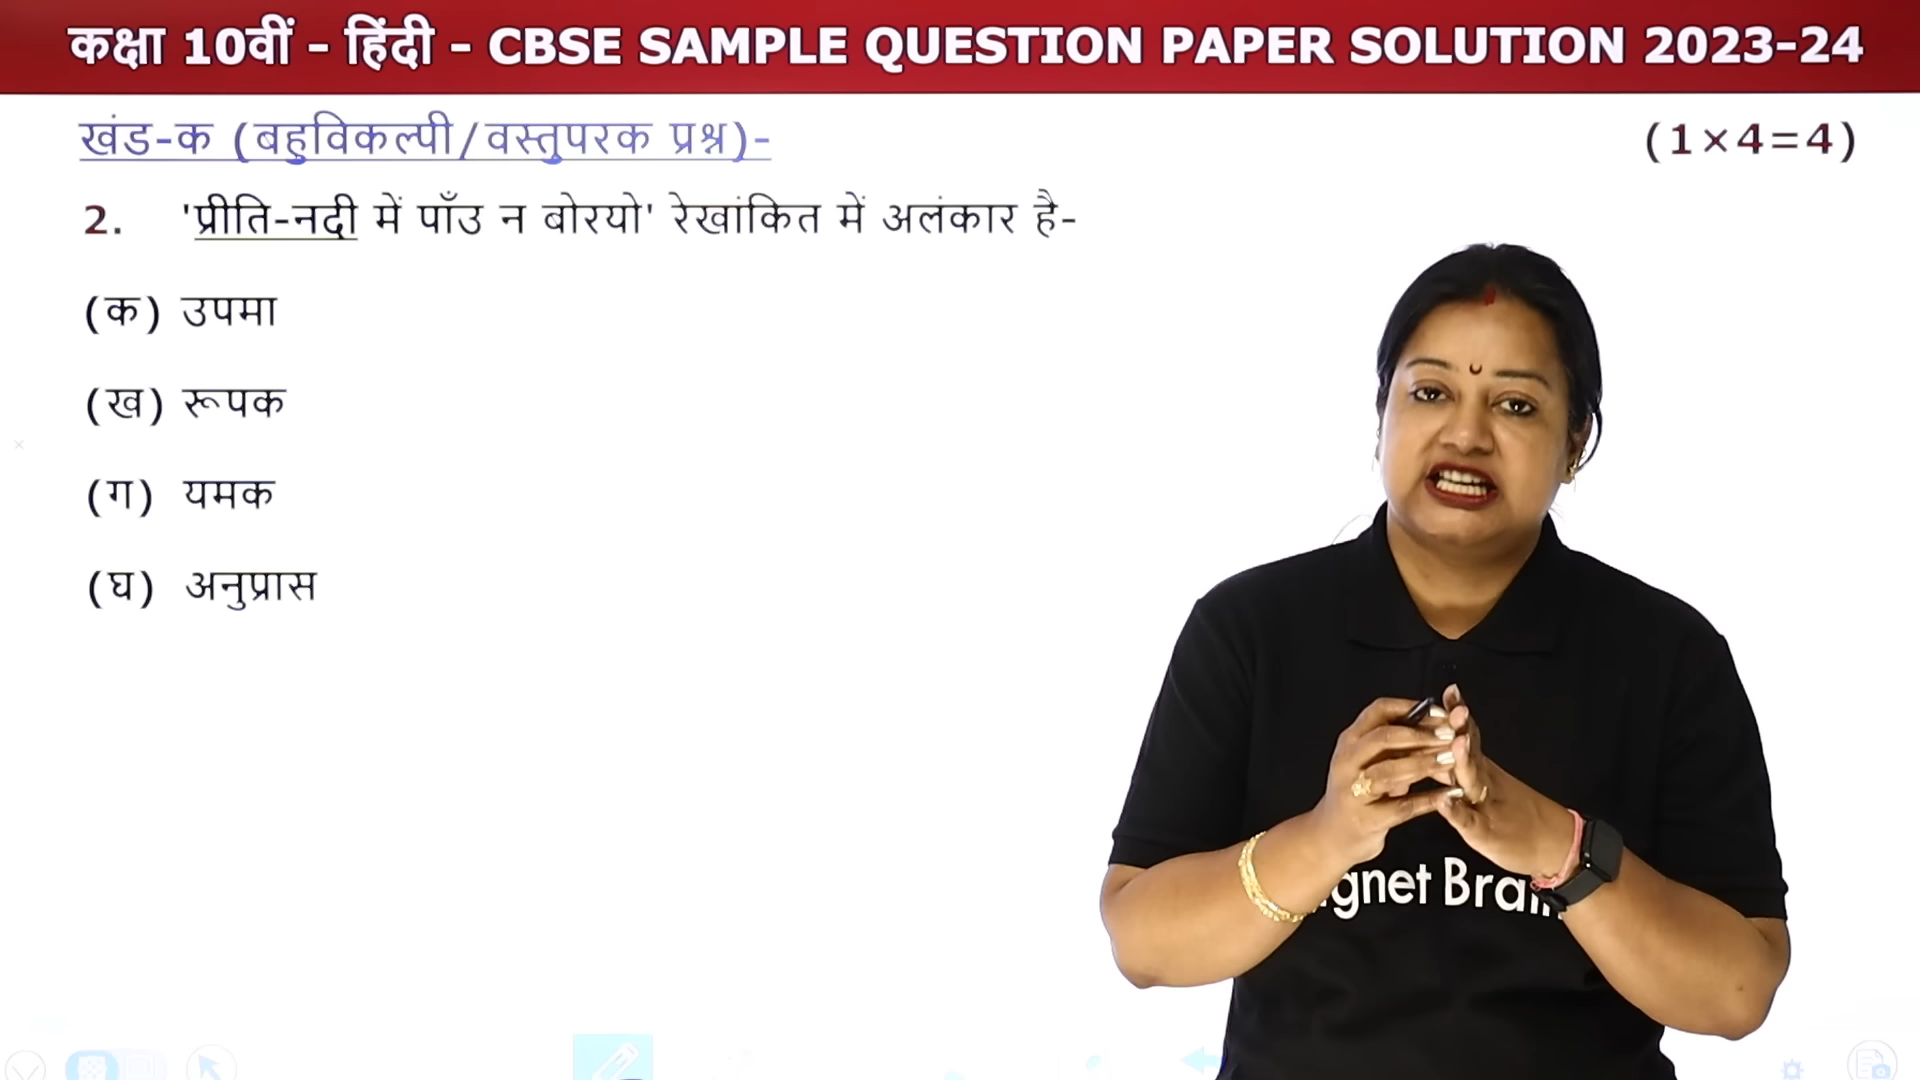 कक्षा 10वीं - हिंदी - CBSE SAMPLE QUESTION PAPER SOLUTION 2023-24
खंड-क (बहुविकल्पी/वस्तुपरक प्रश्न)- (1×4=4)
2. 'प्रीति-नदी में पाँउ न बोरयो' रेखांकित में अलंकार है-
(क) उपमा
(ख) रूपक
(ग) यमक
(घ) अनुप्रास
gnet Brai